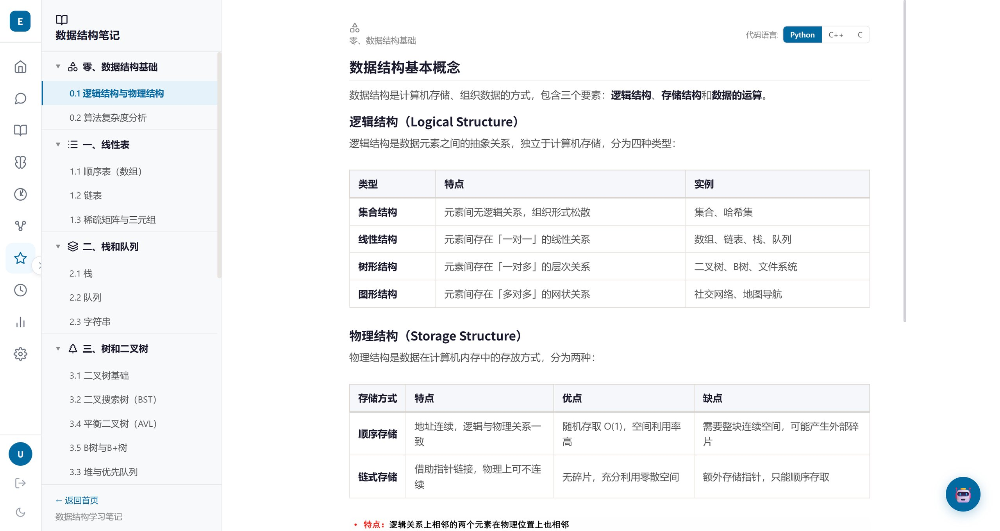 E
数据结构笔记
零、数据结构基础
0.1 逻辑结构与物理结构
0.2 算法复杂度分析
一、线性表
1.1 顺序表（数组）
1.2 链表
1.3 稀疏矩阵与三元组
二、栈和队列
2.1 栈
2.2 队列
2.3 字符串
三、树和二叉树
3.1 二叉树基础
3.2 二叉搜索树（BST）
3.4 平衡二叉树（AVL）
3.5 B树与B+树
3.3 堆与优先队列
← 返回首页
数据结构学习笔记
U
零、数据结构基础
代码语言: Python C++ C
数据结构基本概念
数据结构是计算机存储、组织数据的方式，包含三个要素：逻辑结构、存储结构和数据的运算。
逻辑结构（Logical Structure）
逻辑结构是数据元素之间的抽象关系，独立于计算机存储，分为四种类型：
类型 特点 实例
集合结构 元素间无逻辑关系，组织形式松散 集合、哈希集
线性结构 元素间存在「一对一」的线性关系 数组、链表、栈、队列
树形结构 元素间存在「一对多」的层次关系 二叉树、B树、文件系统
图形结构 元素间存在「多对多」的网状关系 社交网络、地图导航
物理结构（Storage Structure）
物理结构是数据在计算机内存中的存放方式，分为两种：
存储方式 特点 优点 缺点
顺序存储 地址连续，逻辑与物理关系一致 随机存取 O(1)，空间利用率高 需要整块连续空间，可能产生外部碎片
链式存储 借助指针链接，物理上可不连续 无碎片，充分利用零散空间 额外存储指针，只能顺序存取
• 特点：逻辑关系上相邻的两个元素在物理位置上也相邻